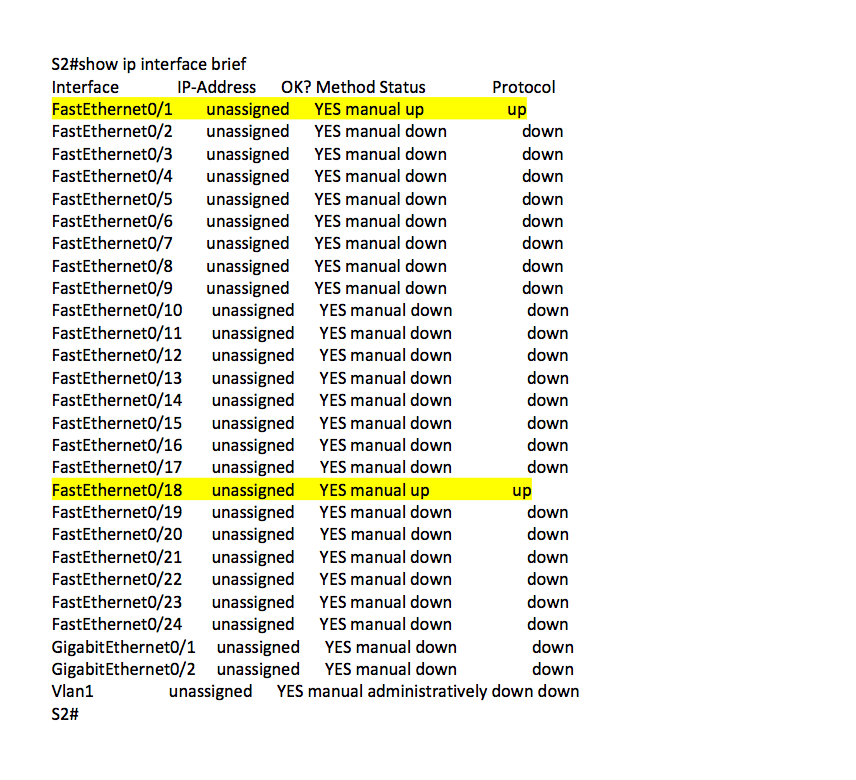 S2#show ip interface brief
Interface IP-Address OK? Method Status Protocol
FastEthernet0/1 unassigned YES manual up up
FastEthernet0/2 unassigned YES manual down down
FastEthernet0/3 unassigned YES manual down down
FastEthernet0/4 unassigned YES manual down down
FastEthernet0/5 unassigned YES manual down down
FastEthernet0/6 unassigned YES manual down down
FastEthernet0/7 unassigned YES manual down down
FastEthernet0/8 unassigned YES manual down down
FastEthernet0/9 unassigned YES manual down down
FastEthernet0/10 unassigned YES manual down down
FastEthernet0/11 unassigned YES manual down down
FastEthernet0/12 unassigned YES manual down down
FastEthernet0/13 unassigned YES manual down down
FastEthernet0/14 unassigned YES manual down down
FastEthernet0/15 unassigned YES manual down down
FastEthernet0/16 unassigned YES manual down down
FastEthernet0/17 unassigned YES manual down down
FastEthernet0/18 unassigned YES manual up up
FastEthernet0/19 unassigned YES manual down down
FastEthernet0/20 unassigned YES manual down down
FastEthernet0/21 unassigned YES manual down down
FastEthernet0/22 unassigned YES manual down down
FastEthernet0/23 unassigned YES manual down down
FastEthernet0/24 unassigned YES manual down down
GigabitEthernet0/1 unassigned YES manual down down
GigabitEthernet0/2 unassigned YES manual down down
Vlan1 unassigned YES manual administratively down down
S2#